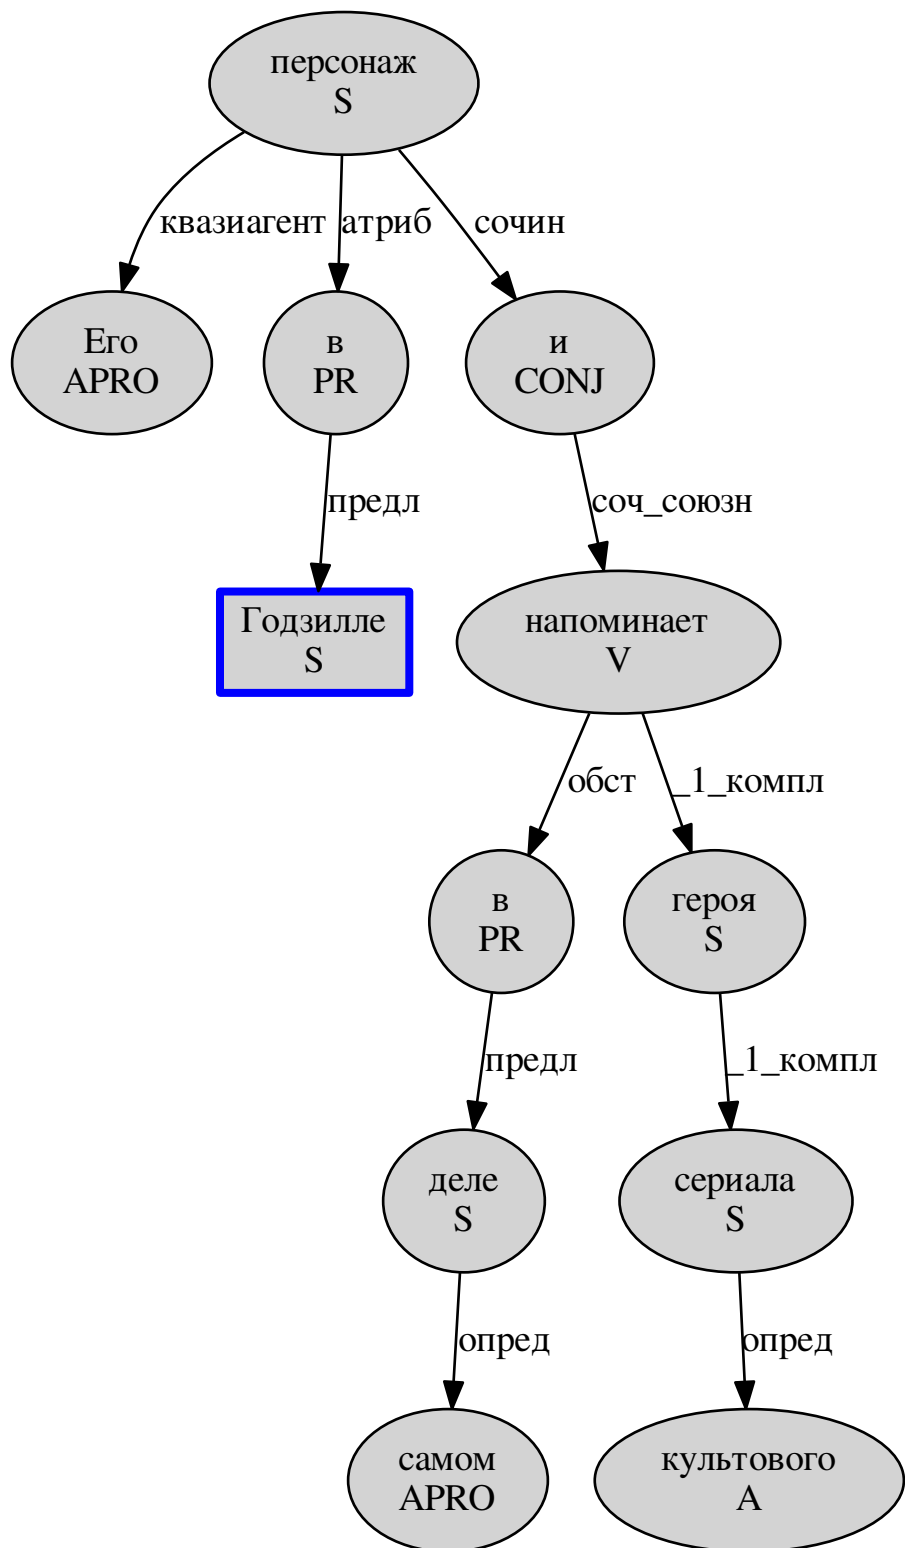 персонаж
S
квазиагент
атриб
сочин
Его
APRO
в
PR
и
CONJ
предл
соч_союзн
Годзилле
S
напоминает
V
обст
_1_компл
в
PR
героя
S
предл
_1_компл
деле
S
сериала
S
опред
опред
самом
APRO
культового
A